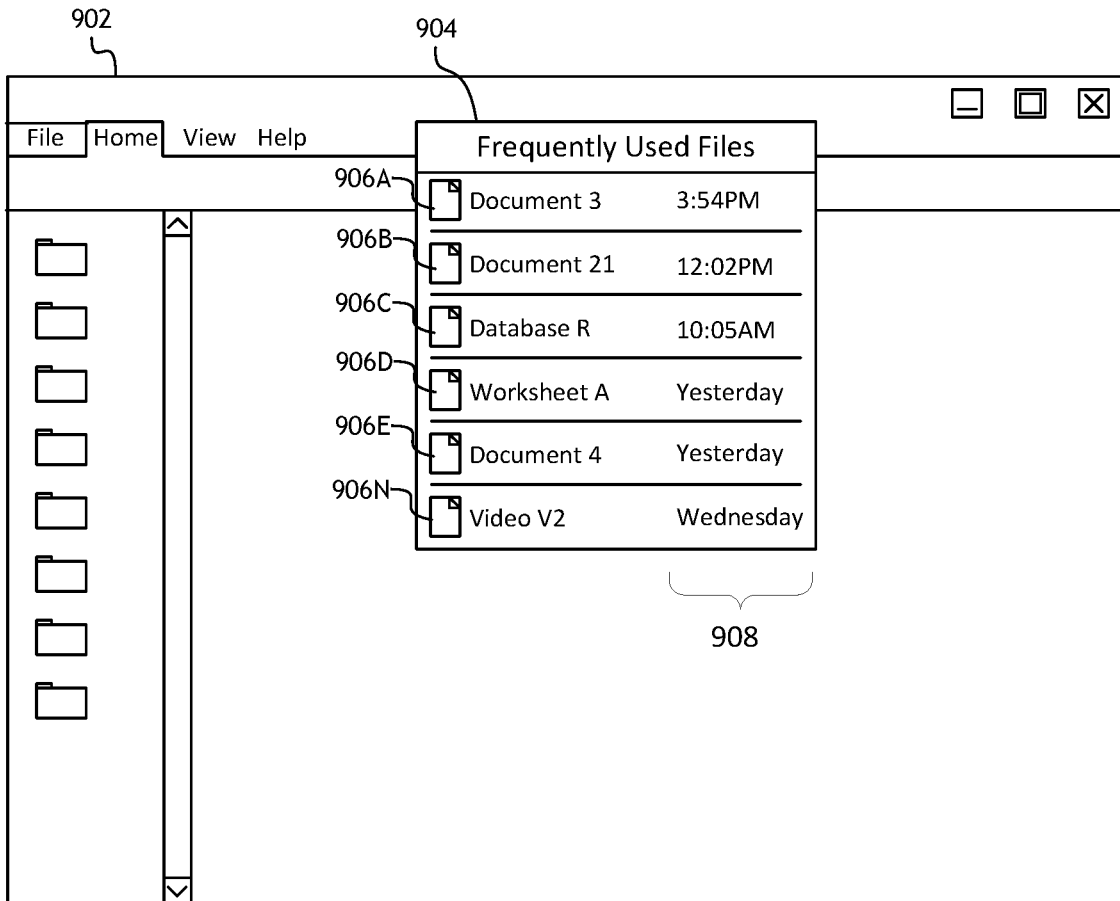 902
904
File Home View Help
Frequently Used Files
906A Document 3 3:54PM
906B Document 21 12:02PM
906C Database R 10:05AM
906D Worksheet A Yesterday
906E Document 4 Yesterday
906N Video V2 Wednesday
908